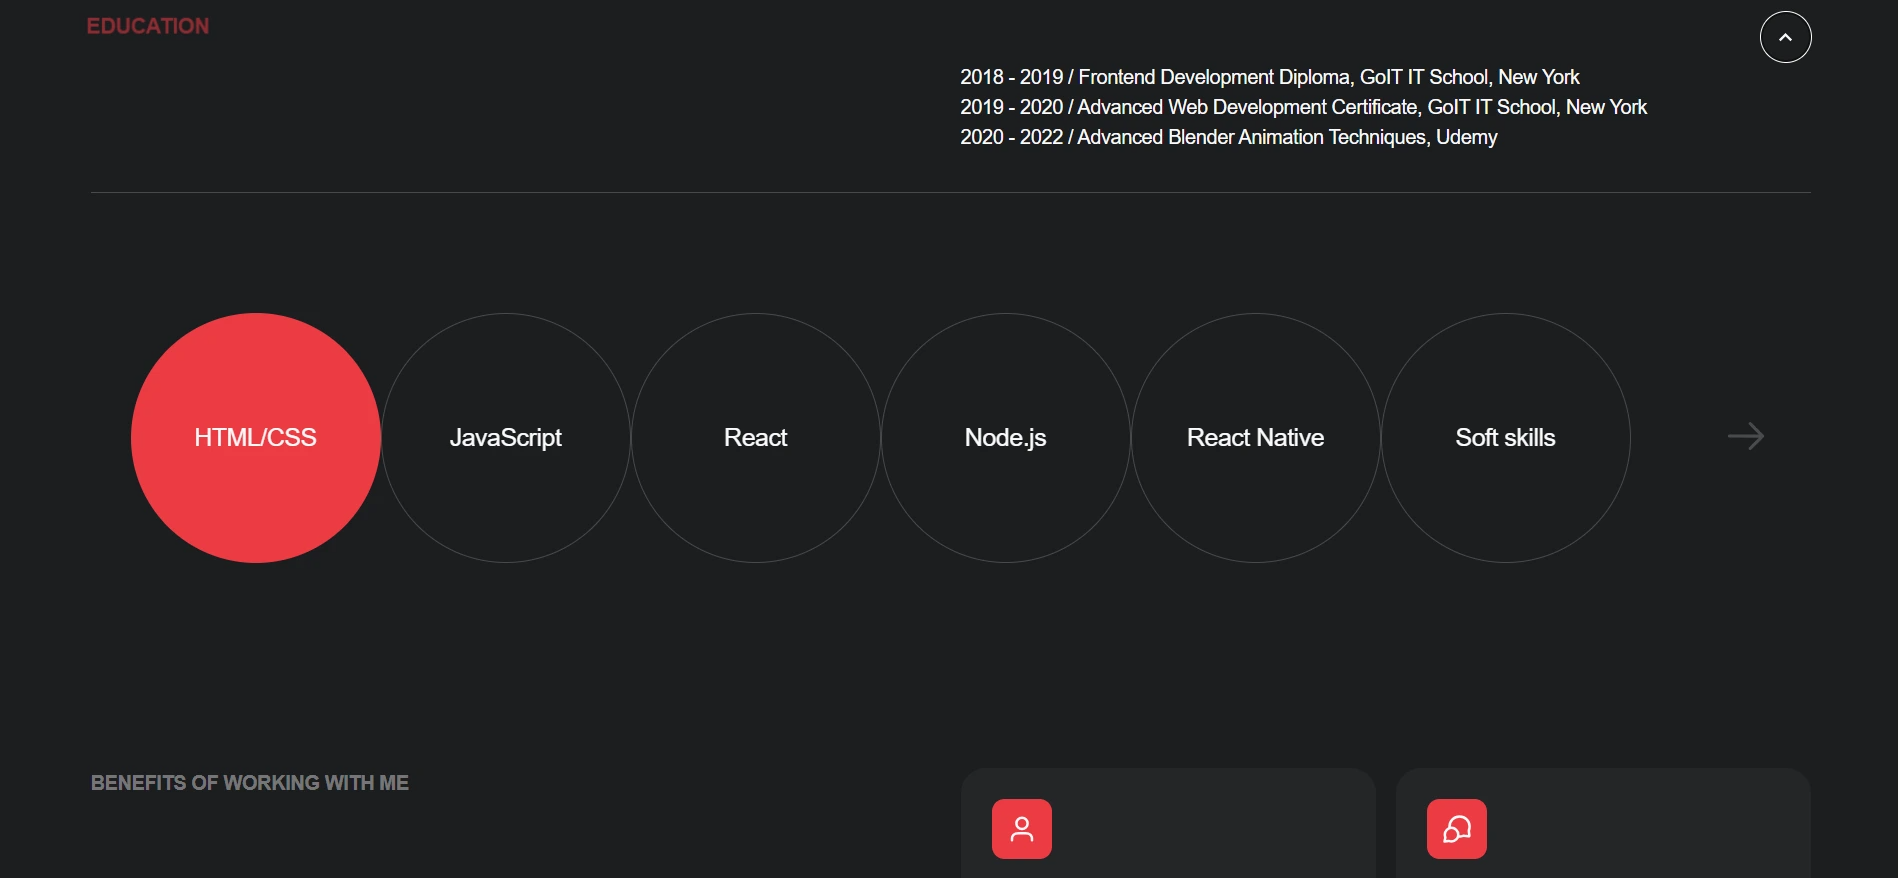 EDUCATION
2018 - 2019 / Frontend Development Diploma, GoIT IT School, New York
2019 - 2020 / Advanced Web Development Certificate, GoIT IT School, New York
2020 - 2022 / Advanced Blender Animation Techniques, Udemy
HTML/CSS
JavaScript
React
Node.js
React Native
Soft skills
BENEFITS OF WORKING WITH ME